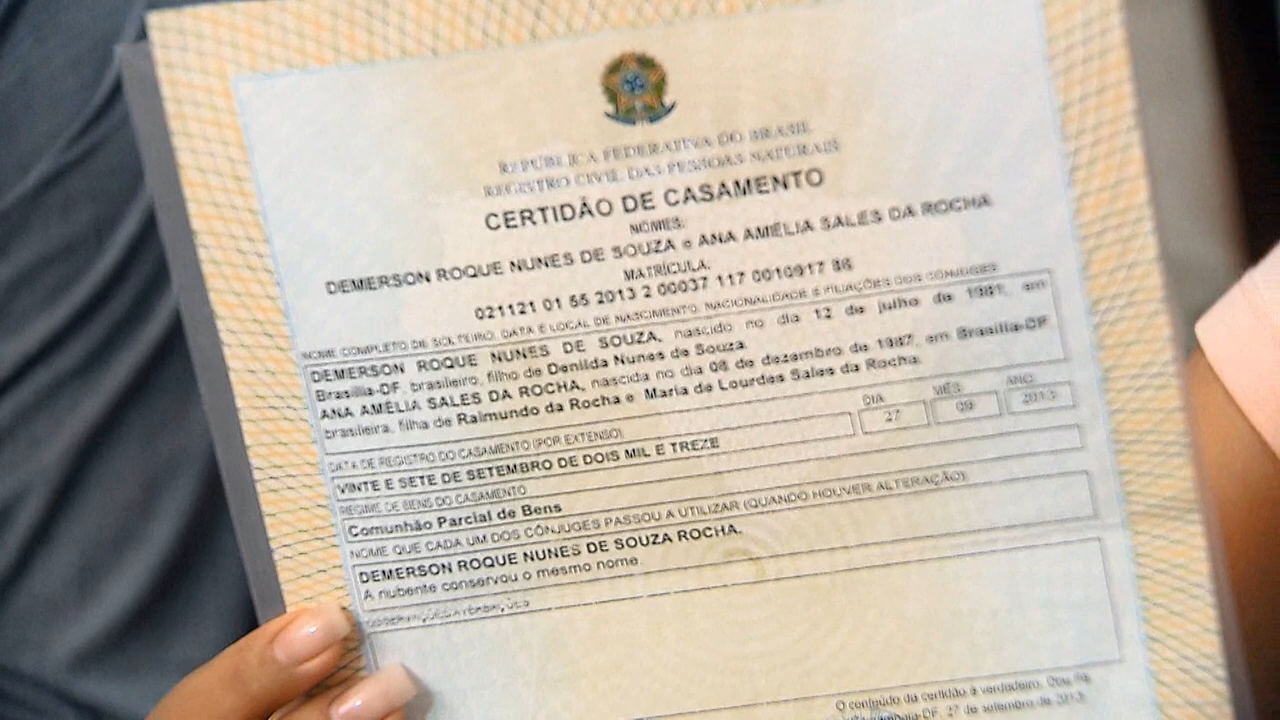 REPÚBLICA FEDERATIVA DO BRASIL
REGISTRO CIVIL DAS PESSOAS NATURAIS
CERTIDÃO DE CASAMENTO
NOMES:
DEMERSON ROQUE NUNES DE SOUZA e ANA AMÉLIA SALES DA ROCHA
MATRÍCULA:
021121 01 55 2013 2 00037 117 0010917 86
NOME COMPLETO DE SOLTEIRO, DATA E LOCAL DE NASCIMENTO, NACIONALIDADE E FILIAÇÕES DOS CÔNJUGES
DEMERSON ROQUE NUNES DE SOUZA, nascido no dia 12 de julho de 1981, em
Brasília-DF, brasileiro, filho de Denilda Nunes de Souza.
ANA AMÉLIA SALES DA ROCHA, nascida no dia 08 de dezembro de 1987, em Brasília-DF
brasileira, filha de Raimundo da Rocha e Maria de Lourdes Sales da Rocha.
DATA DE REGISTRO DO CASAMENTO (POR EXTENSO) DIA MÊS ANO
VINTE E SETE DE SETEMBRO DE DOIS MIL E TREZE 27 09 2013
REGIME DE BENS DO CASAMENTO
Comunhão Parcial de Bens
NOME QUE CADA UM DOS CÔNJUGES PASSOU A UTILIZAR (QUANDO HOUVER ALTERAÇÃO)
DEMERSON ROQUE NUNES DE SOUZA ROCHA.
A nubente conservou o mesmo nome.
OBSERVAÇÕES/AVERBAÇÕES
O conteúdo da certidão é verdadeiro. Dou fé
27 de setembro de 2013